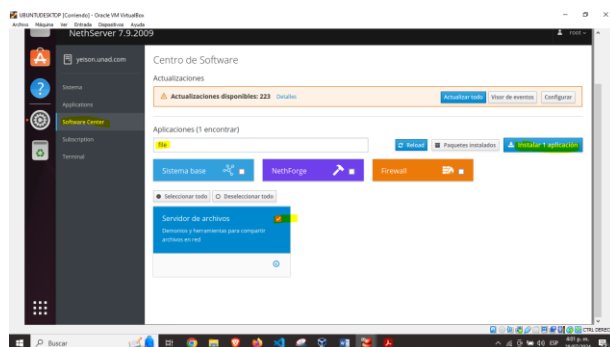 UBUNTUDESKTOP [Corriendo] - Oracle VM VirtualBox
Archivo Máquina Ver Entrada Dispositivos Ayuda
NethServer 7.9.2009
root
yeison.unad.com
Centro de Software
Actualizaciones
Sistema
Actualizaciones disponibles: 223 Detalles
Actualizar todo
Visor de eventos
Configurar
Applications
Software Center
Aplicaciones (1 encontrar)
Subscription
file
Reload
Paquetes instalados
Instalar 1 aplicación
Terminal
Sistema base
NethForge
Firewall
Seleccionar todo
Deseleccionar todo
Servidor de archivos
Demonios y herramientas para compartir
archivos en red
CTRL DERECH
Buscar
ESP
4:01 p. m.